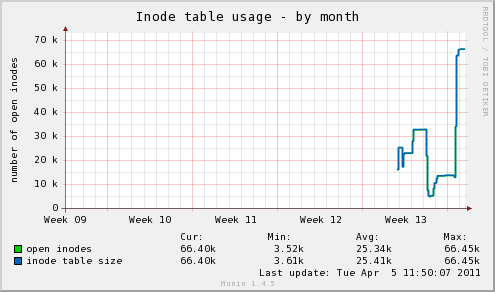 Inode table usage - by month
RRDTOOL / TOBI OETIKER
number of open inodes
70 k
60 k
50 k
40 k
30 k
20 k
10 k
0
Week 09 Week 10 Week 11 Week 12 Week 13
Cur: Min: Avg: Max:
open inodes 66.40k 3.52k 25.34k 66.45k
inode table size 66.40k 3.61k 25.41k 66.45k
Last update: Tue Apr  5 11:50:07 2011
Munin 1.4.5